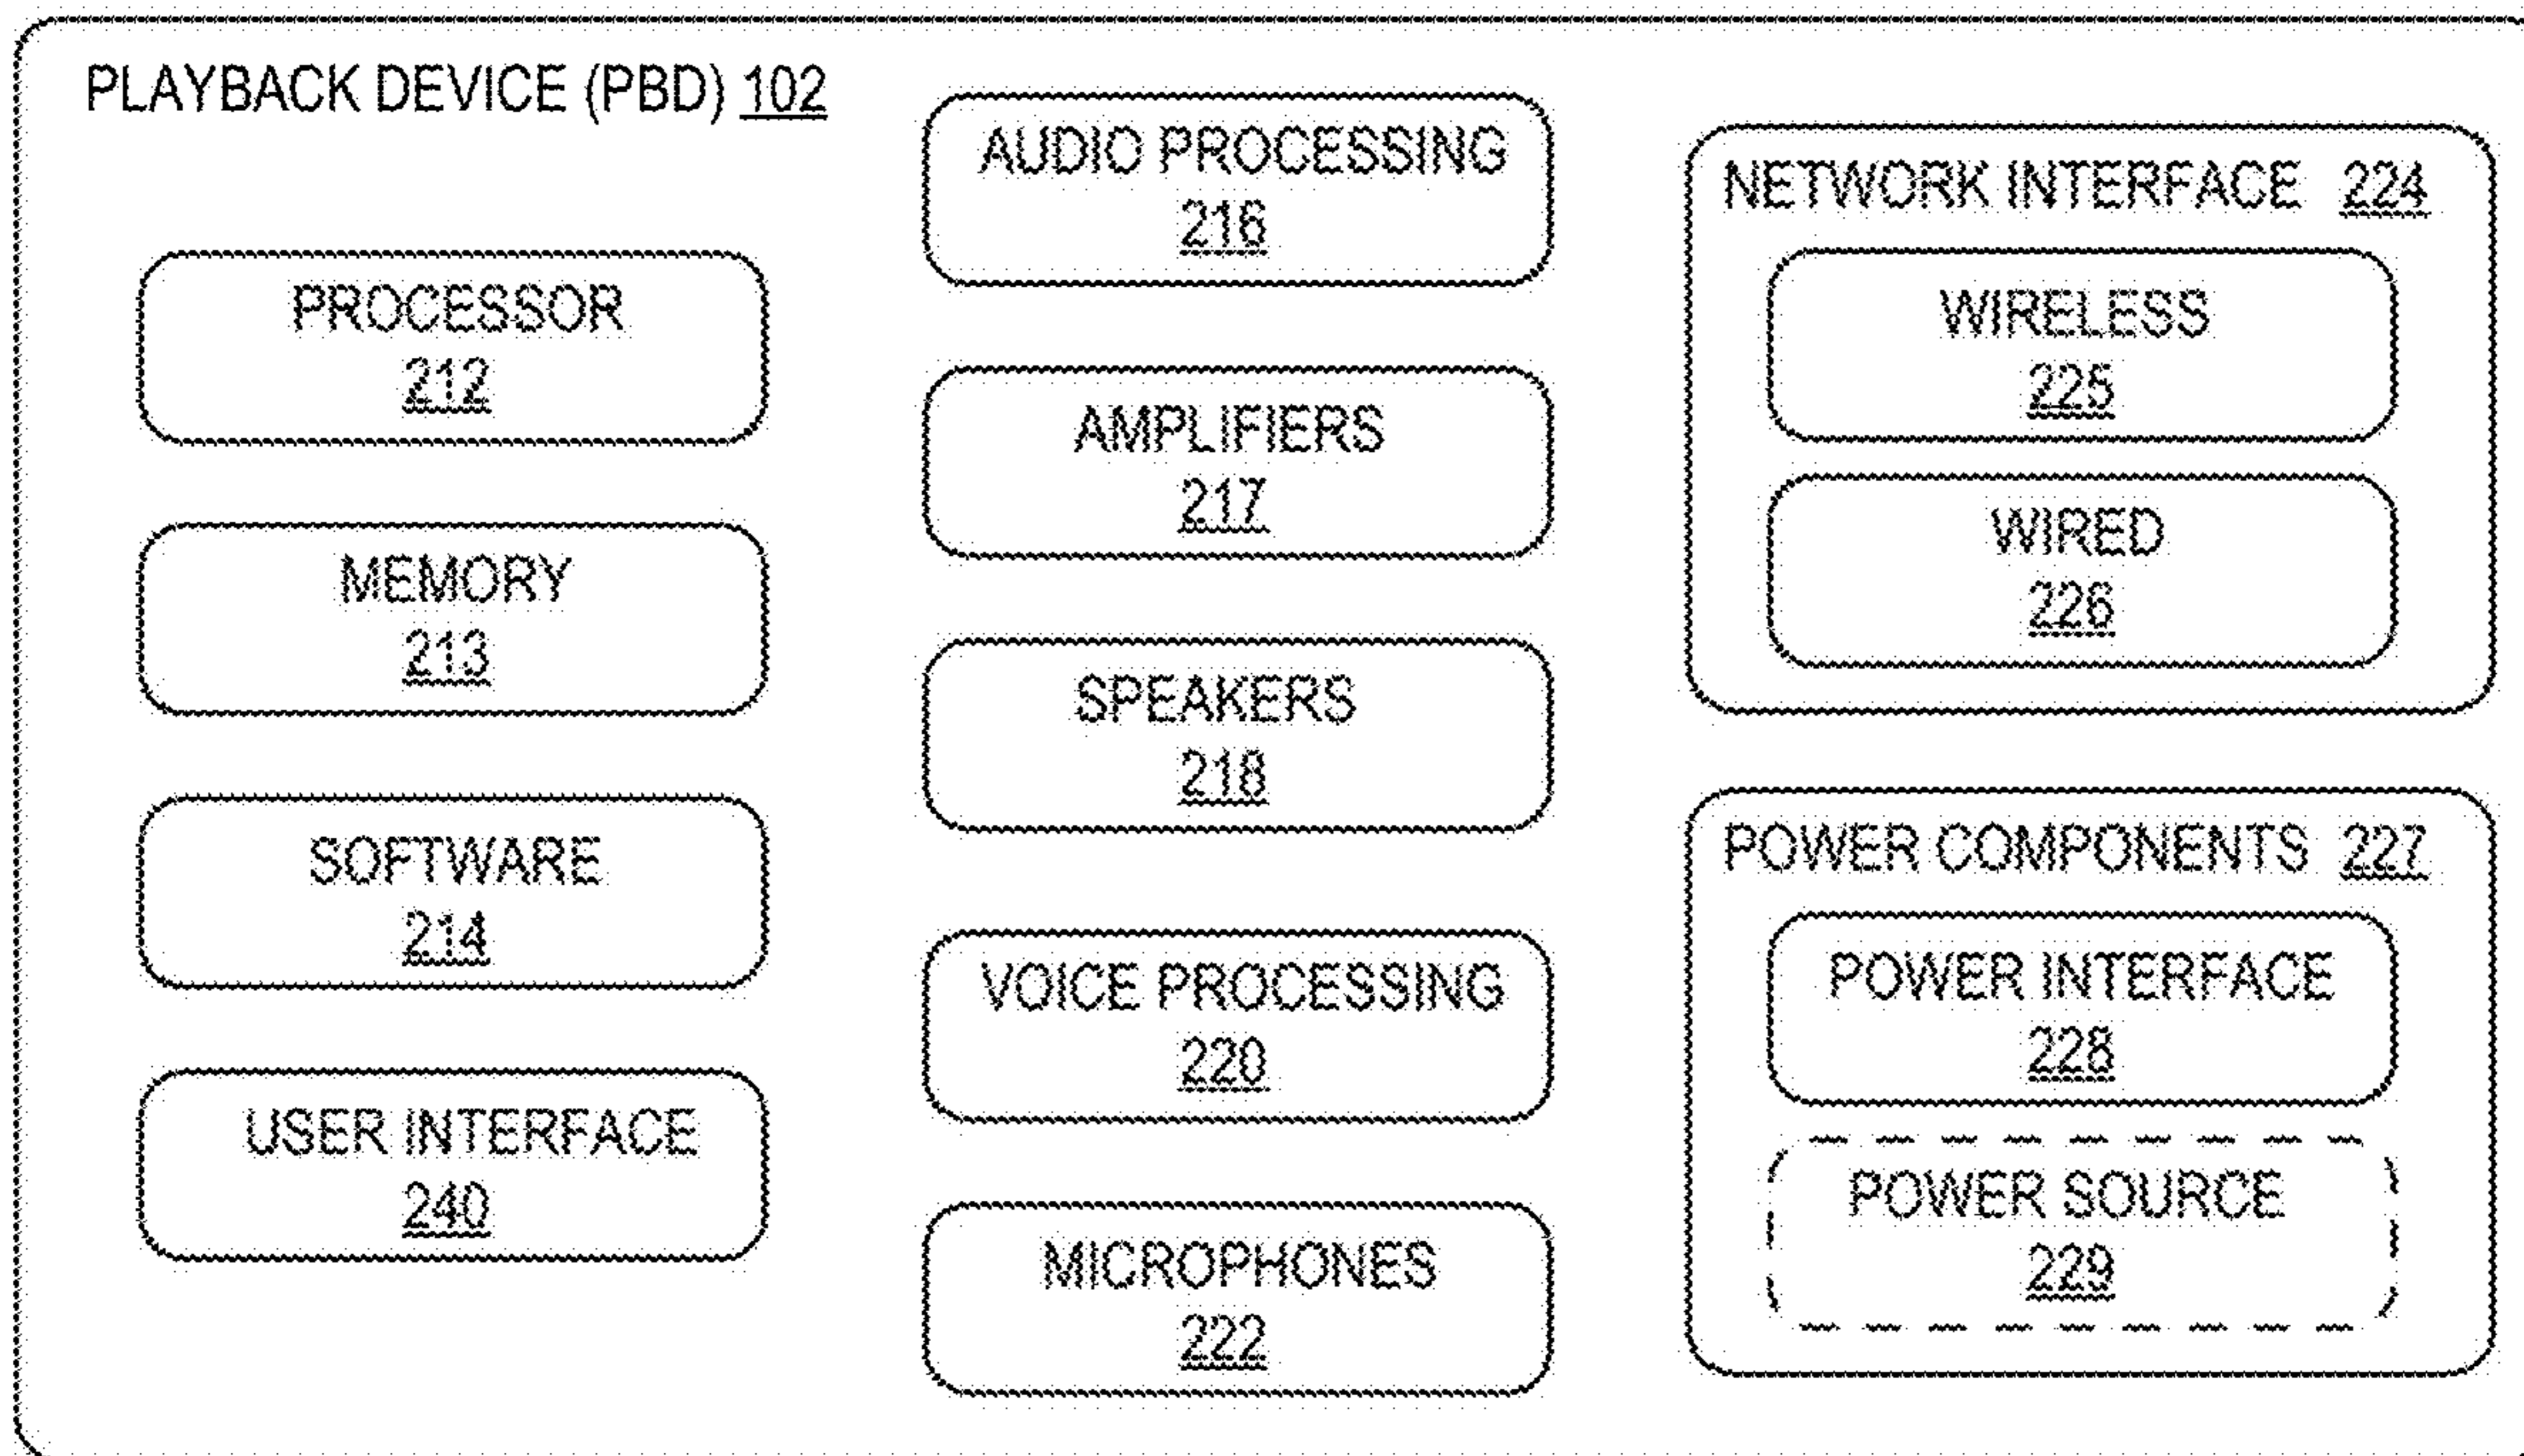 PLAYBACK DEVICE (PBD) 102
PROCESSOR
212
MEMORY
213
SOFTWARE
214
USER INTERFACE
240
AUDIO PROCESSING
216
AMPLIFIERS
217
SPEAKERS
218
VOICE PROCESSING
220
MICROPHONES
222
NETWORK INTERFACE 224
WIRELESS
225
WIRED
226
POWER COMPONENTS 227
POWER INTERFACE
228
POWER SOURCE
229